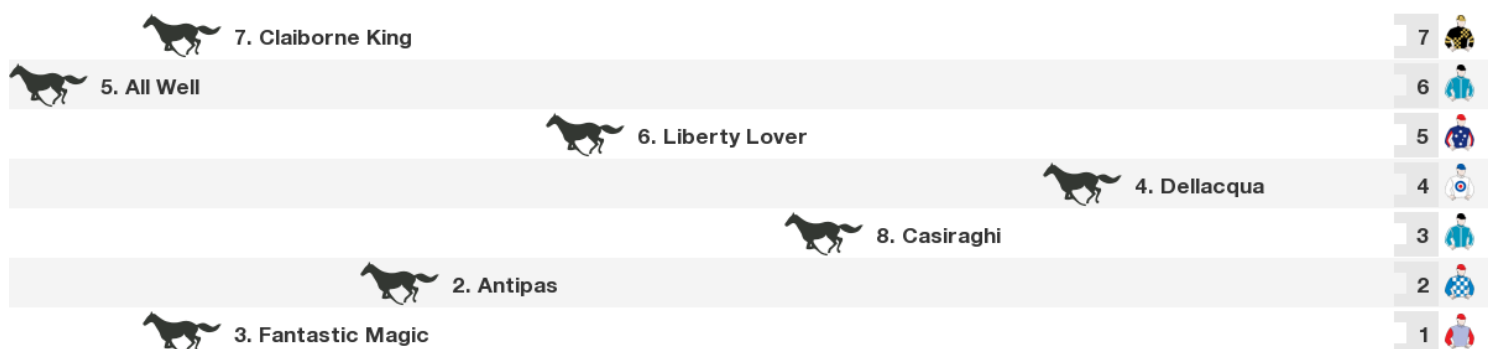 7. Claiborne King 7
5. All Well 6
6. Liberty Lover 5
4. Dellacqua 4
8. Casiraghi 3
2. Antipas 2
3. Fantastic Magic 1